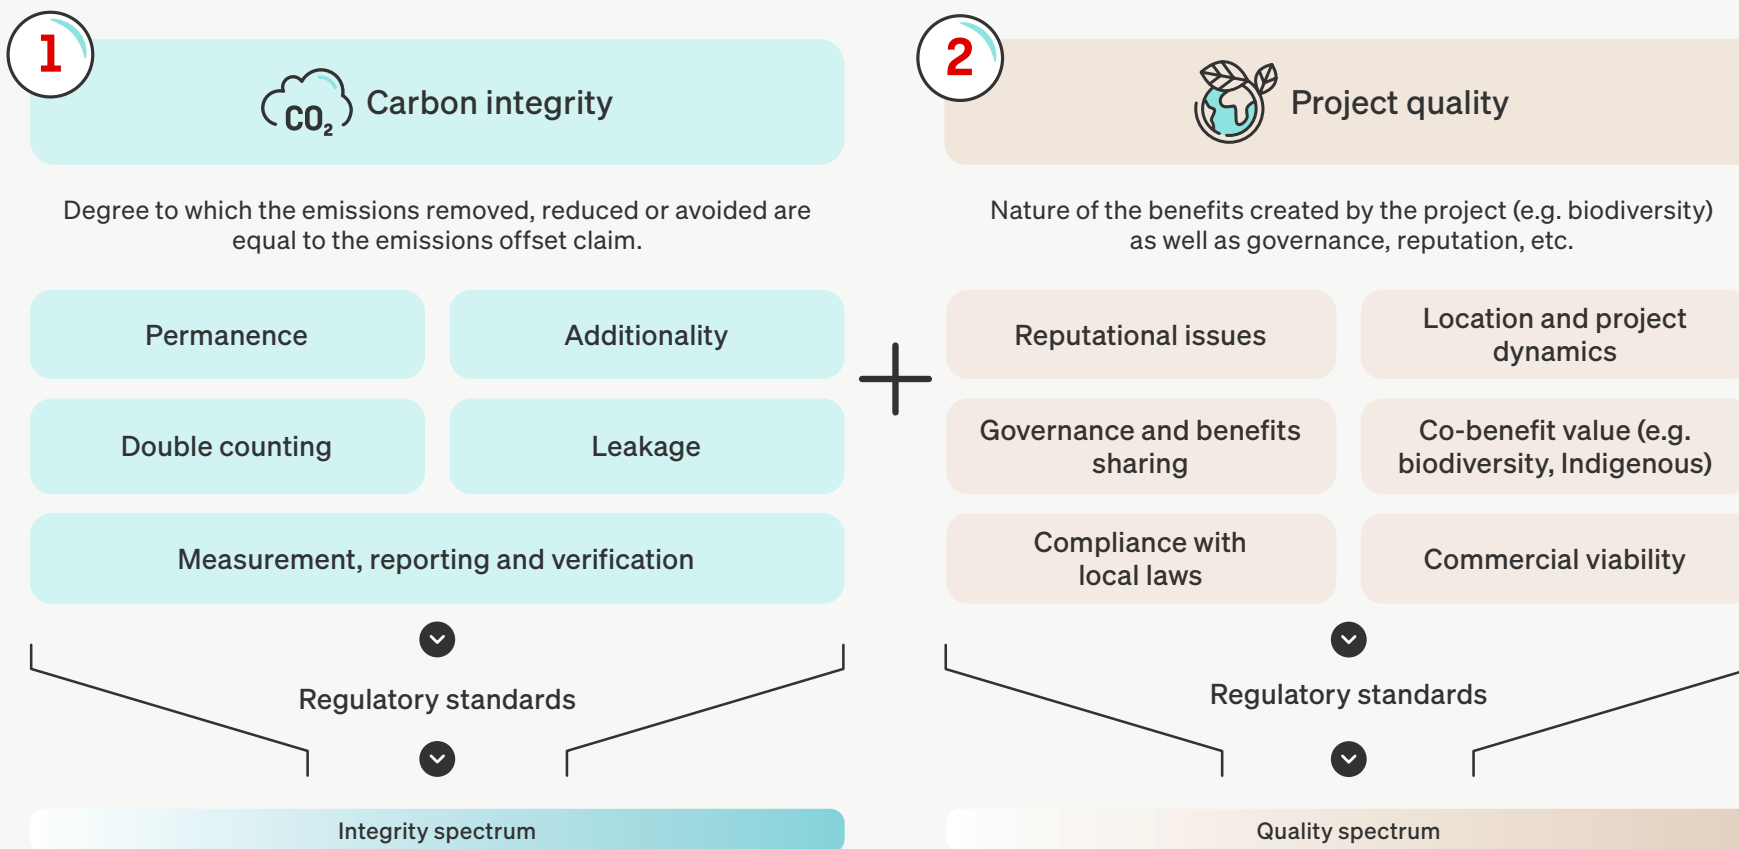 1
CO₂
Carbon integrity
Degree to which the emissions removed, reduced or avoided are
equal to the emissions offset claim.
Permanence
Additionality
Double counting
Leakage
Measurement, reporting and verification
Regulatory standards
Integrity spectrum
2
Project quality
Nature of the benefits created by the project (e.g. biodiversity)
as well as governance, reputation, etc.
Reputational issues
Location and project
dynamics
Governance and benefits
sharing
Co-benefit value (e.g.
biodiversity, Indigenous)
Compliance with
local laws
Commercial viability
Regulatory standards
Quality spectrum